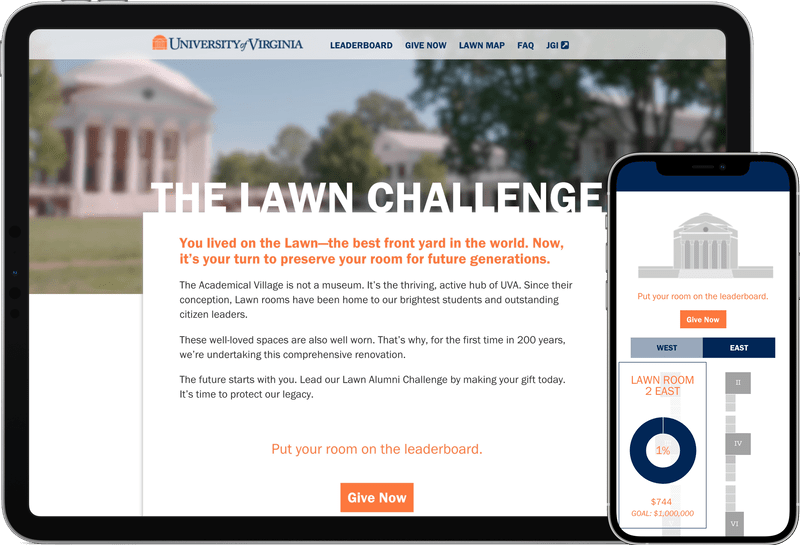 UNIVERSITY of VIRGINIA
LEADERBOARD GIVE NOW LAWN MAP FAQ JGI
THE LAWN CHALLENGE
You lived on the Lawn—the best front yard in the world. Now,
it's your turn to preserve your room for future generations.
The Academical Village is not a museum. It's the thriving, active hub of UVA. Since their
conception, Lawn rooms have been home to our brightest students and outstanding
citizen leaders.
These well-loved spaces are also well worn. That's why, for the first time in 200 years,
we're undertaking this comprehensive renovation.
The future starts with you. Lead our Lawn Alumni Challenge by making your gift today.
It's time to protect our legacy.
Put your room on the leaderboard.
Give Now
Put your room on the leaderboard.
Give Now
WEST EAST
LAWN ROOM
2 EAST
1%
$744
GOAL: $1,000,000
II
IV
VI